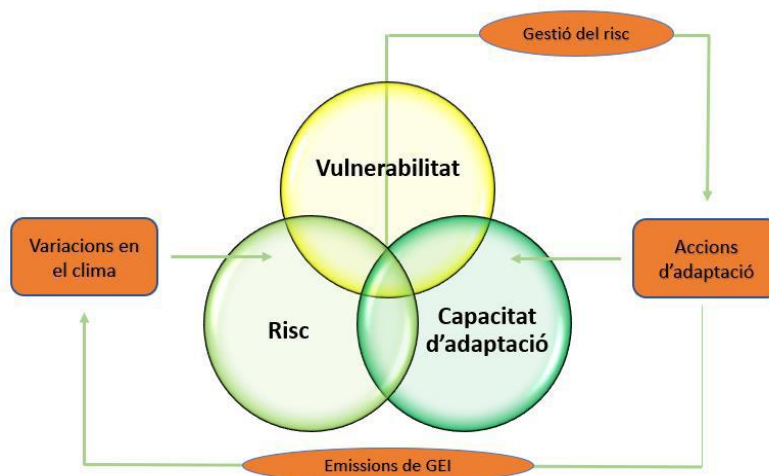 Gestió del risc
Vulnerabilitat
Variacions en
el clima
Accions
d'adaptació
Risc
Capacitat
d'adaptació
Emissions de GEI